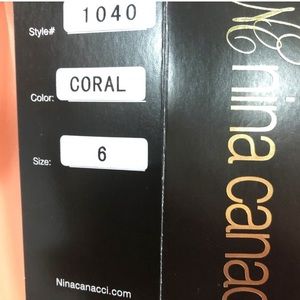 Style# 1040
Color: CORAL
Size: 6
Ninacanacci.com
nina canac